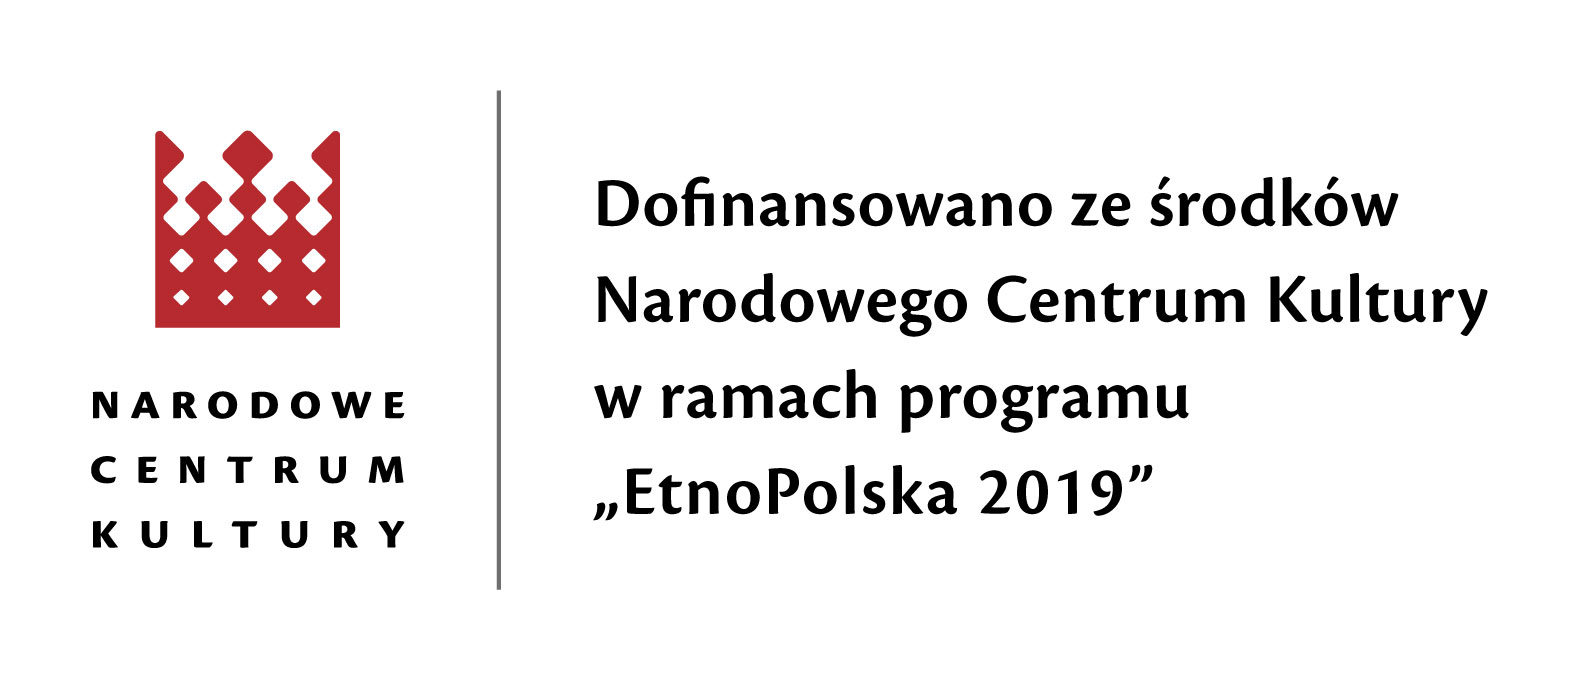 NARODOWE
CENTRUM
KULTURY
Dofinansowano ze środków
Narodowego Centrum Kultury
w ramach programu
„EtnoPolska 2019”